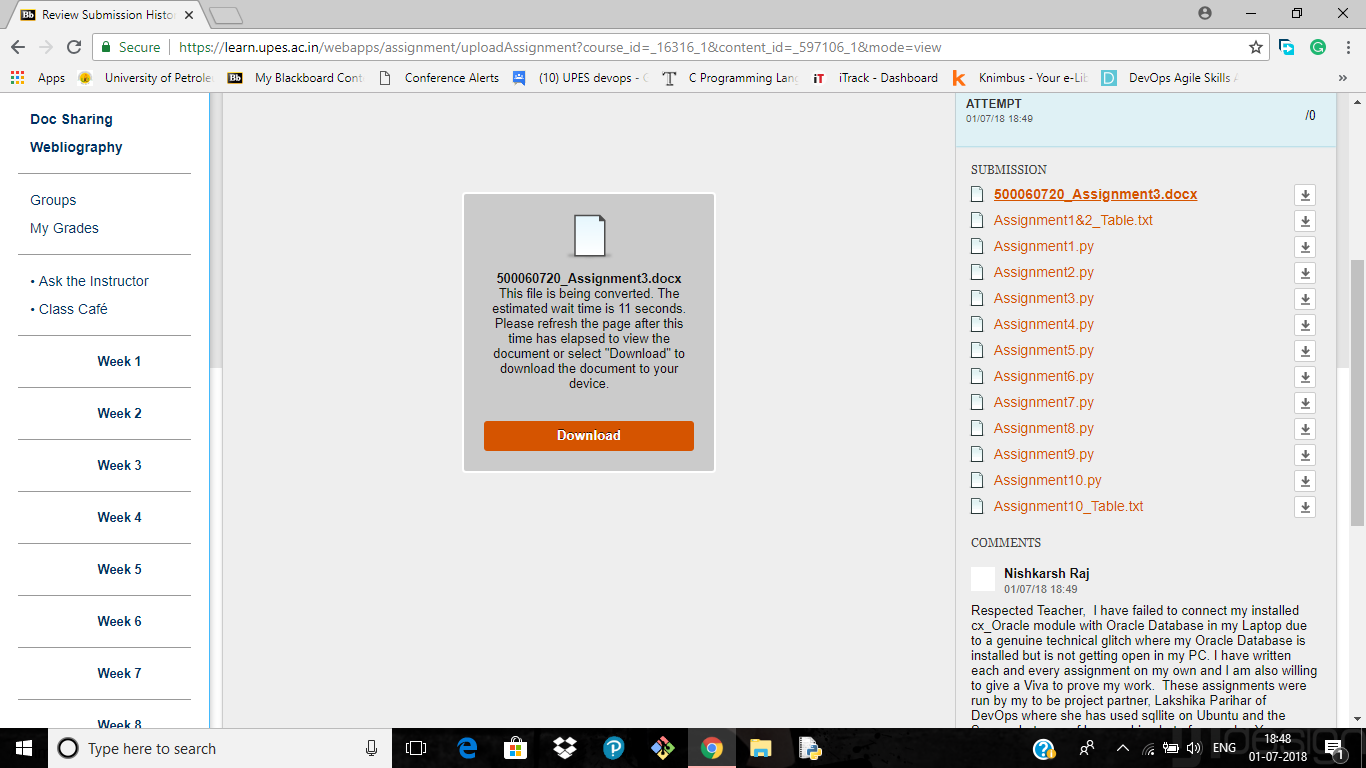 Bb Review Submission Histo
Secure https://learn.upes.ac.in/webapps/assignment/uploadAssignment?course_id=_16316_1&content_id=_597106_1&mode=view
Apps University of Petrole Bb My Blackboard Cont Conference Alerts (10) UPES devops - C Programming Lang iT iTrack - Dashboard Knimbus - Your e-Lib DevOps Agile Skills »
Doc Sharing
Webliography
Groups
My Grades
• Ask the Instructor
• Class Café
Week 1
Week 2
Week 3
Week 4
Week 5
Week 6
Week 7
Week 8
500060720_Assignment3.docx
This file is being converted. The
estimated wait time is 11 seconds.
Please refresh the page after this
time has elapsed to view the
document or select "Download" to
download the document to your
device.
Download
ATTEMPT
01/07/18 18:49
/0
SUBMISSION
500060720_Assignment3.docx
Assignment1&2_Table.txt
Assignment1.py
Assignment2.py
Assignment3.py
Assignment4.py
Assignment5.py
Assignment6.py
Assignment7.py
Assignment8.py
Assignment9.py
Assignment10.py
Assignment10_Table.txt
COMMENTS
Nishkarsh Raj
01/07/18 18:49
Respected Teacher, I have failed to connect my installed
cx_Oracle module with Oracle Database in my Laptop due
to a genuine technical glitch where my Oracle Database is
installed but is not getting open in my PC. I have written
each and every assignment on my own and I am also willing
to give a Viva to prove my work. These assignments were
run by my to be project partner, Lakshika Parihar of
DevOps where she has used sqllite on Ubuntu and the
Type here to search
ENG
18:48
01-07-2018
1